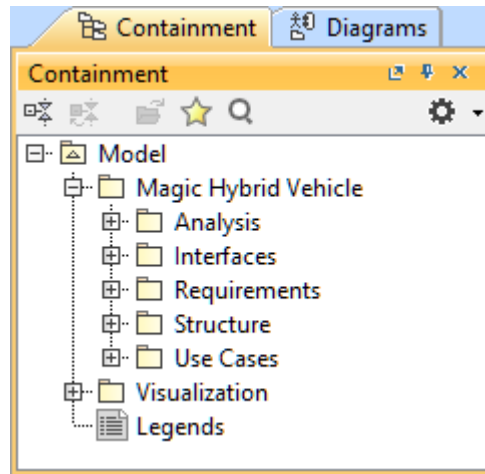 Containment Diagrams
Containment
Model
Magic Hybrid Vehicle
Analysis
Interfaces
Requirements
Structure
Use Cases
Visualization
Legends